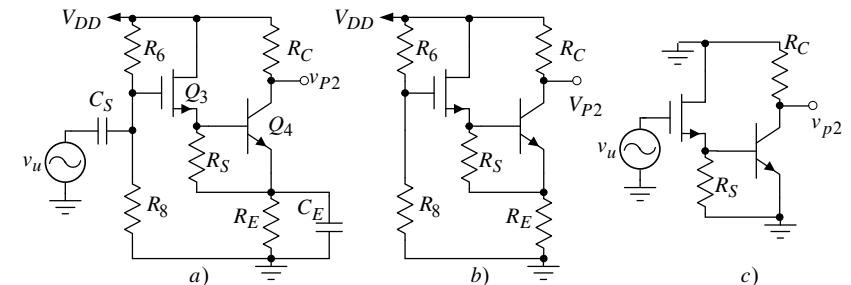 V_DD
R_6
R_C
v_P2
Q_3
C_S
Q_4
v_u
R_S
R_8
R_E
C_E
a)
V_DD
R_6
R_C
V_P2
R_S
R_8
R_E
b)
R_C
v_p2
v_u
R_S
c)